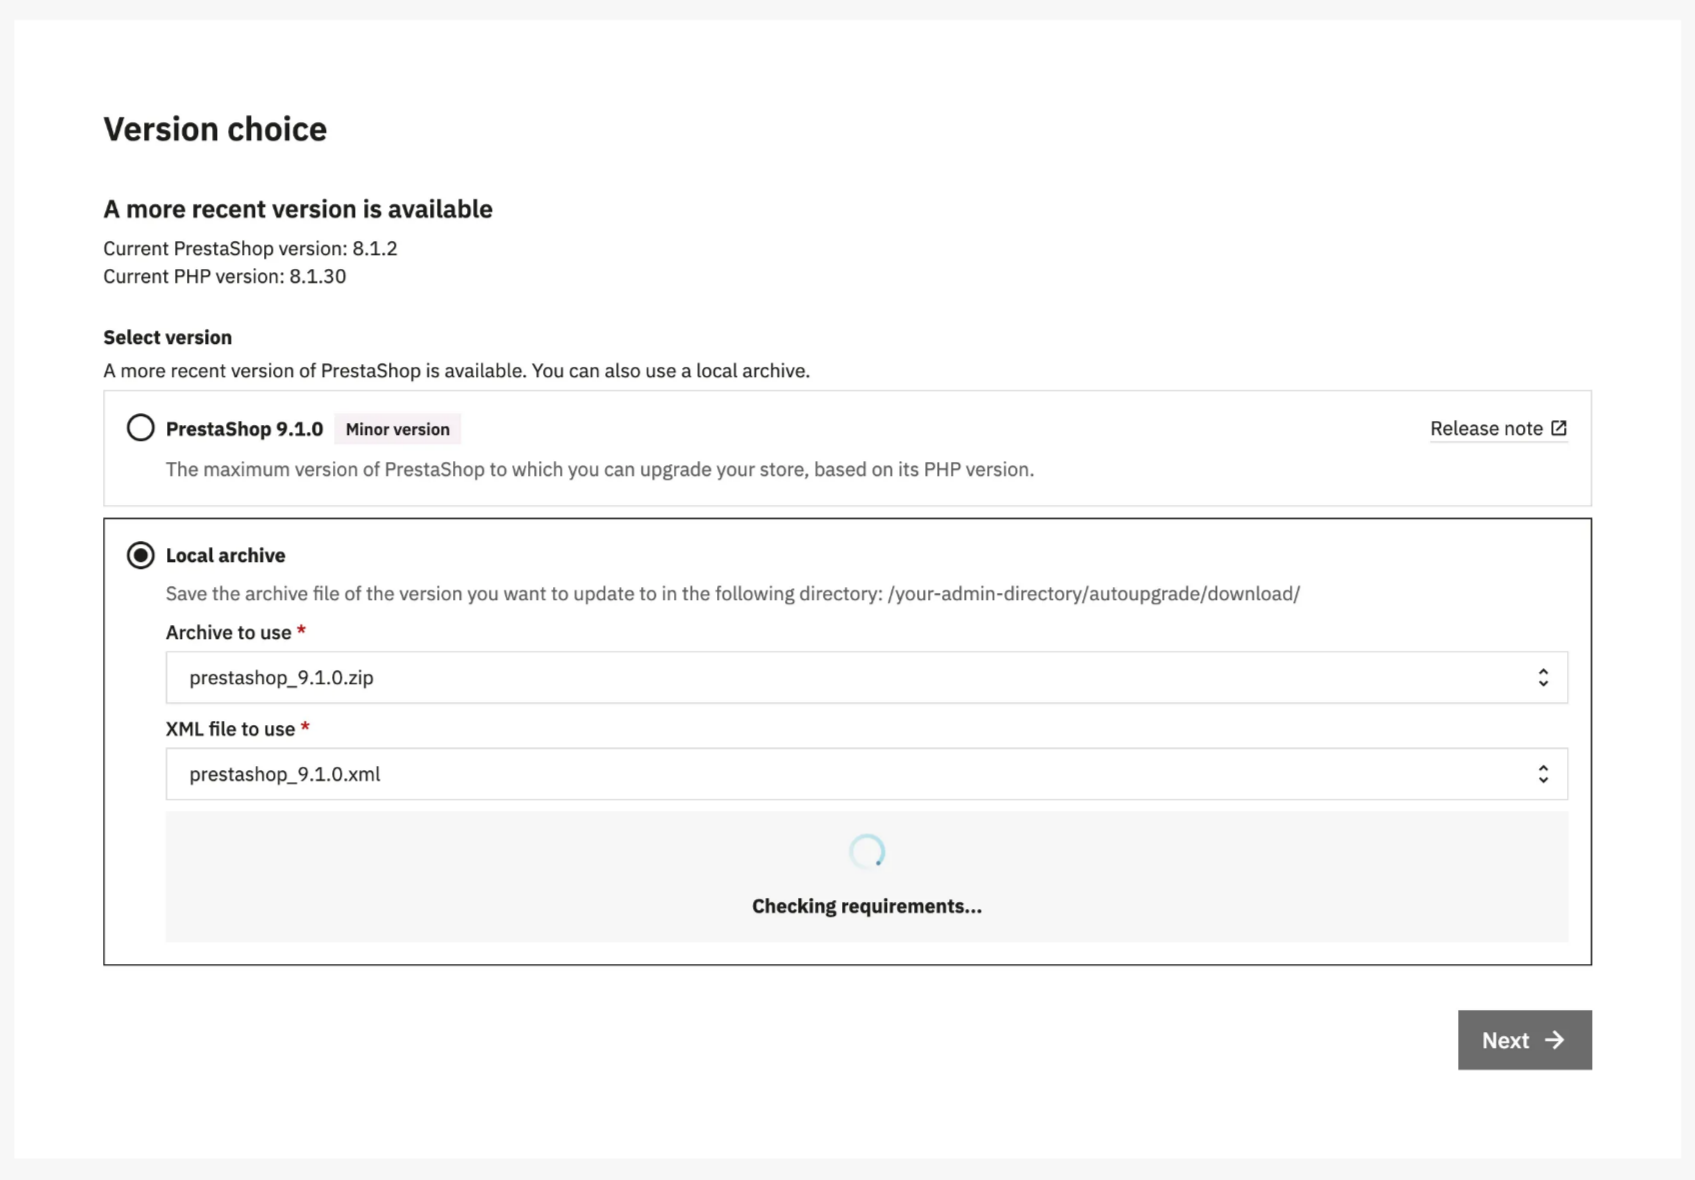 Version choice
A more recent version is available
Current PrestaShop version: 8.1.2
Current PHP version: 8.1.30
Select version
A more recent version of PrestaShop is available. You can also use a local archive.
PrestaShop 9.1.0 Minor version Release note
The maximum version of PrestaShop to which you can upgrade your store, based on its PHP version.
Local archive
Save the archive file of the version you want to update to in the following directory: /your-admin-directory/autoupgrade/download/
Archive to use *
prestashop_9.1.0.zip
XML file to use *
prestashop_9.1.0.xml
Checking requirements...
Next